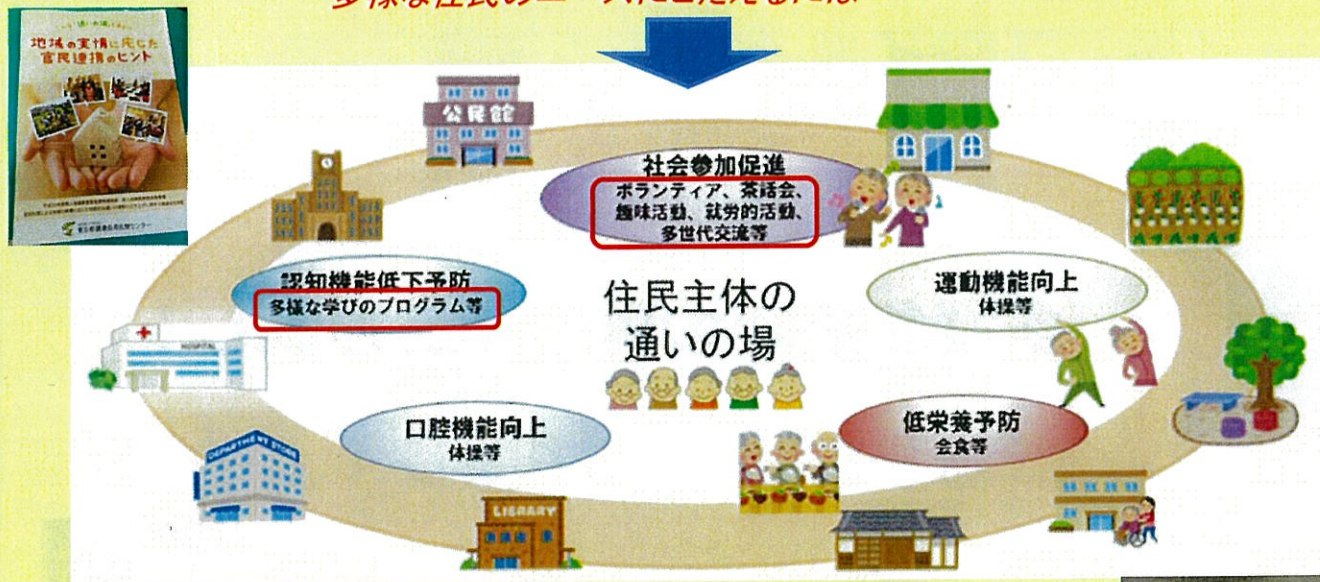 多様な住民のニーズにこたえるには
地域の実情に応じた
官民連携のヒント
公民館
社会参加促進
ボランティア、茶話会、
趣味活動、就労的活動、
多世代交流等
認知機能低下予防
多様な学びのプログラム等
住民主体の
通いの場
運動機能向上
体操等
HOSPITAL
口腔機能向上
体操等
低栄養予防
会食等
DEPARTMENT STORE
LIBRARY